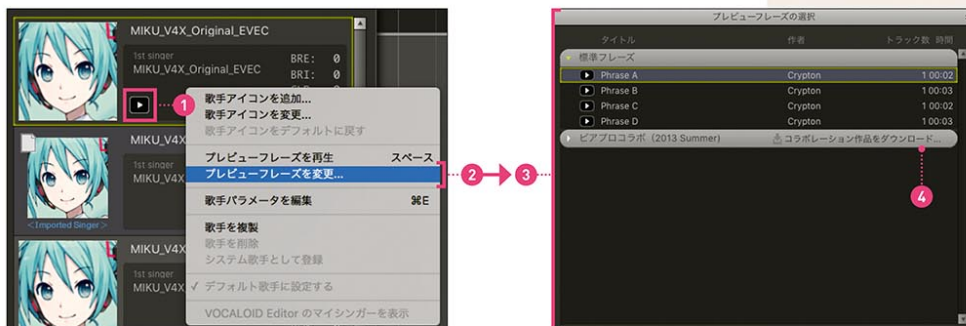 MIKU_V4X_Original_EVEC
1st singer
MIKU_V4X_Original_EVEC
BRE: 0
BRI: 0
1
歌手アイコンを追加...
歌手アイコンを変更...
歌手アイコンをデフォルトに戻す
プレビューフレーズを再生 スペース
プレビューフレーズを変更...
歌手パラメータを編集 ⌘E
歌手を複製
歌手を削除
システム歌手として登録
✓ デフォルト歌手に設定する
VOCALOID Editor のマイシンガーを表示
MIKU_V4X
1st singer
MIKU_V4X
<Imported Singer>
MIKU_V4X
1st singer
MIKU_V4X
2
3
プレビューフレーズの選択
タイトル 作者 トラック数 時間
標準フレーズ
Phrase A Crypton 1 00:02
Phrase B Crypton 1 00:03
Phrase C Crypton 1 00:02
Phrase D Crypton 1 00:03
ピアプロコラボ（2013 Summer） コラボレーション作品をダウンロード...
4